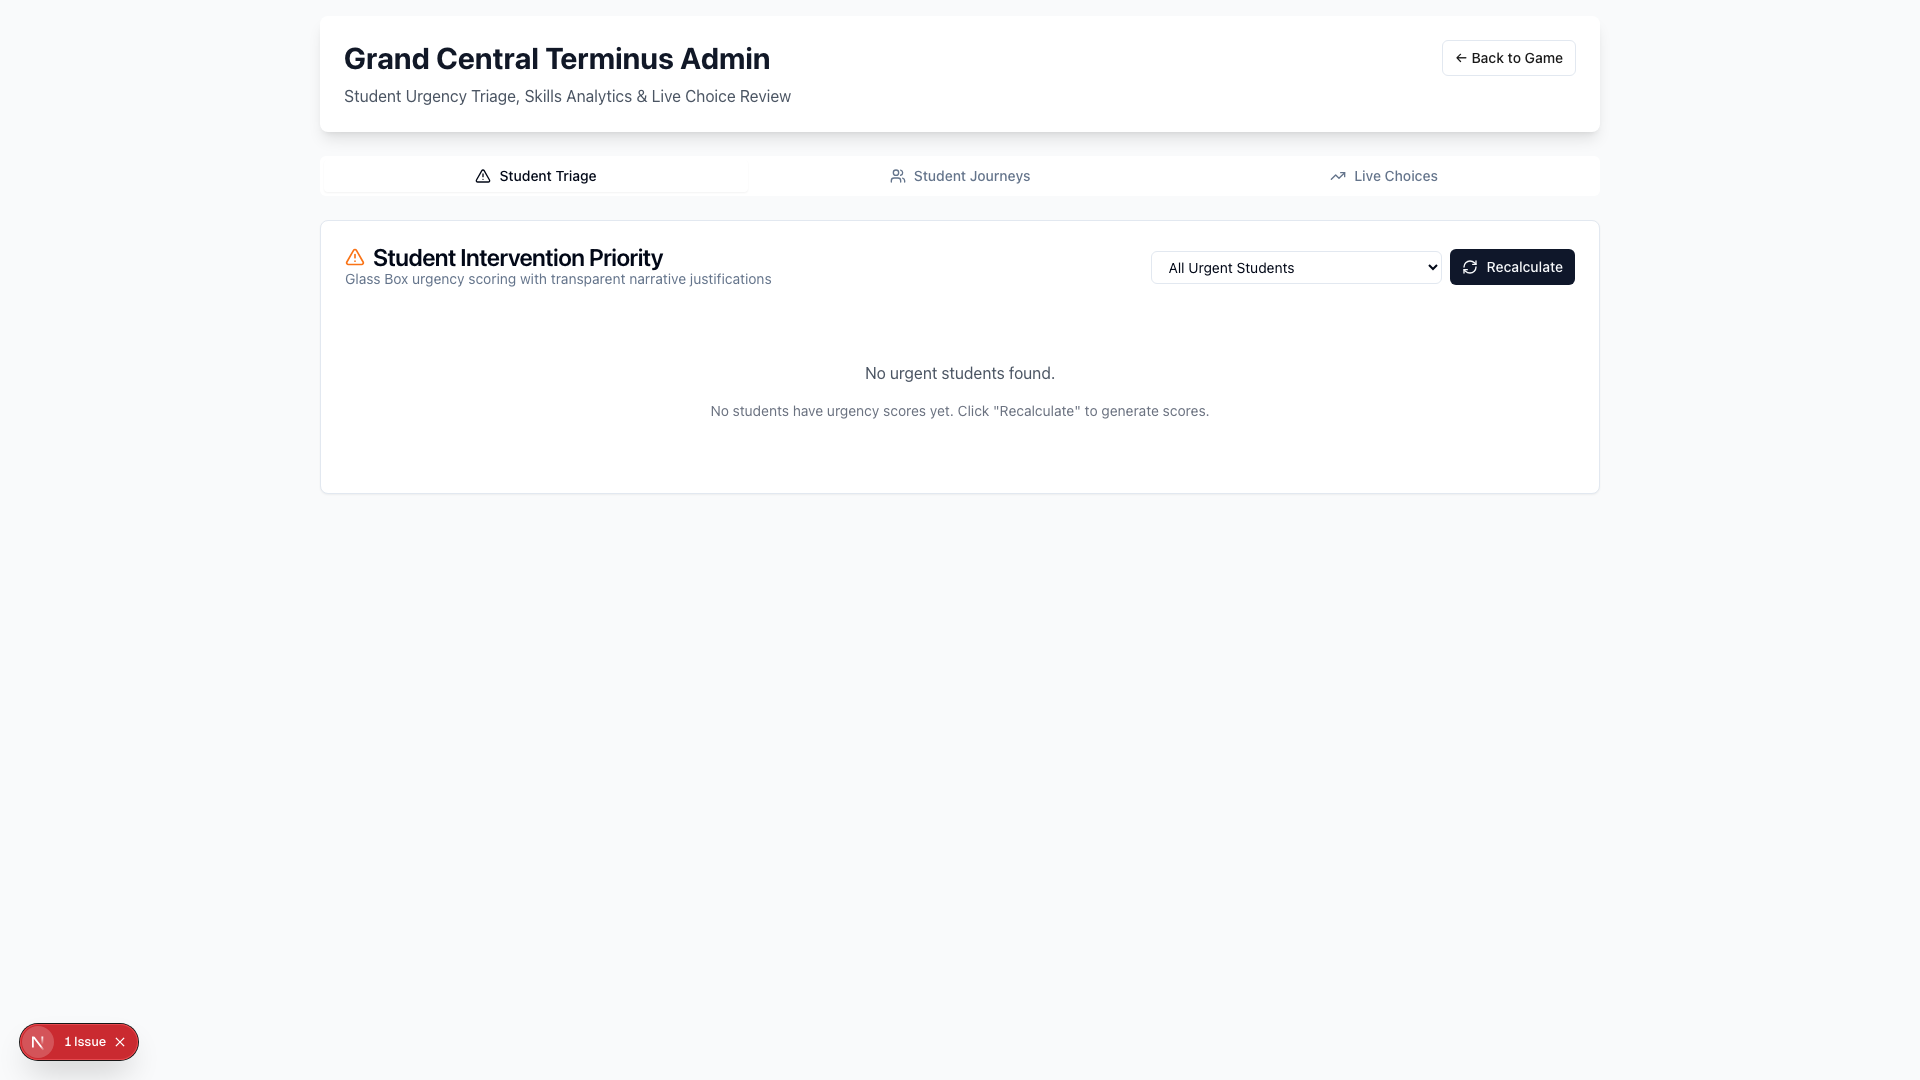 Grand Central Terminus Admin
← Back to Game
Student Urgency Triage, Skills Analytics & Live Choice Review
Student Triage
Student Journeys
Live Choices
Student Intervention Priority
Glass Box urgency scoring with transparent narrative justifications
All Urgent Students
Recalculate
No urgent students found.
No students have urgency scores yet. Click "Recalculate" to generate scores.
N
1 Issue